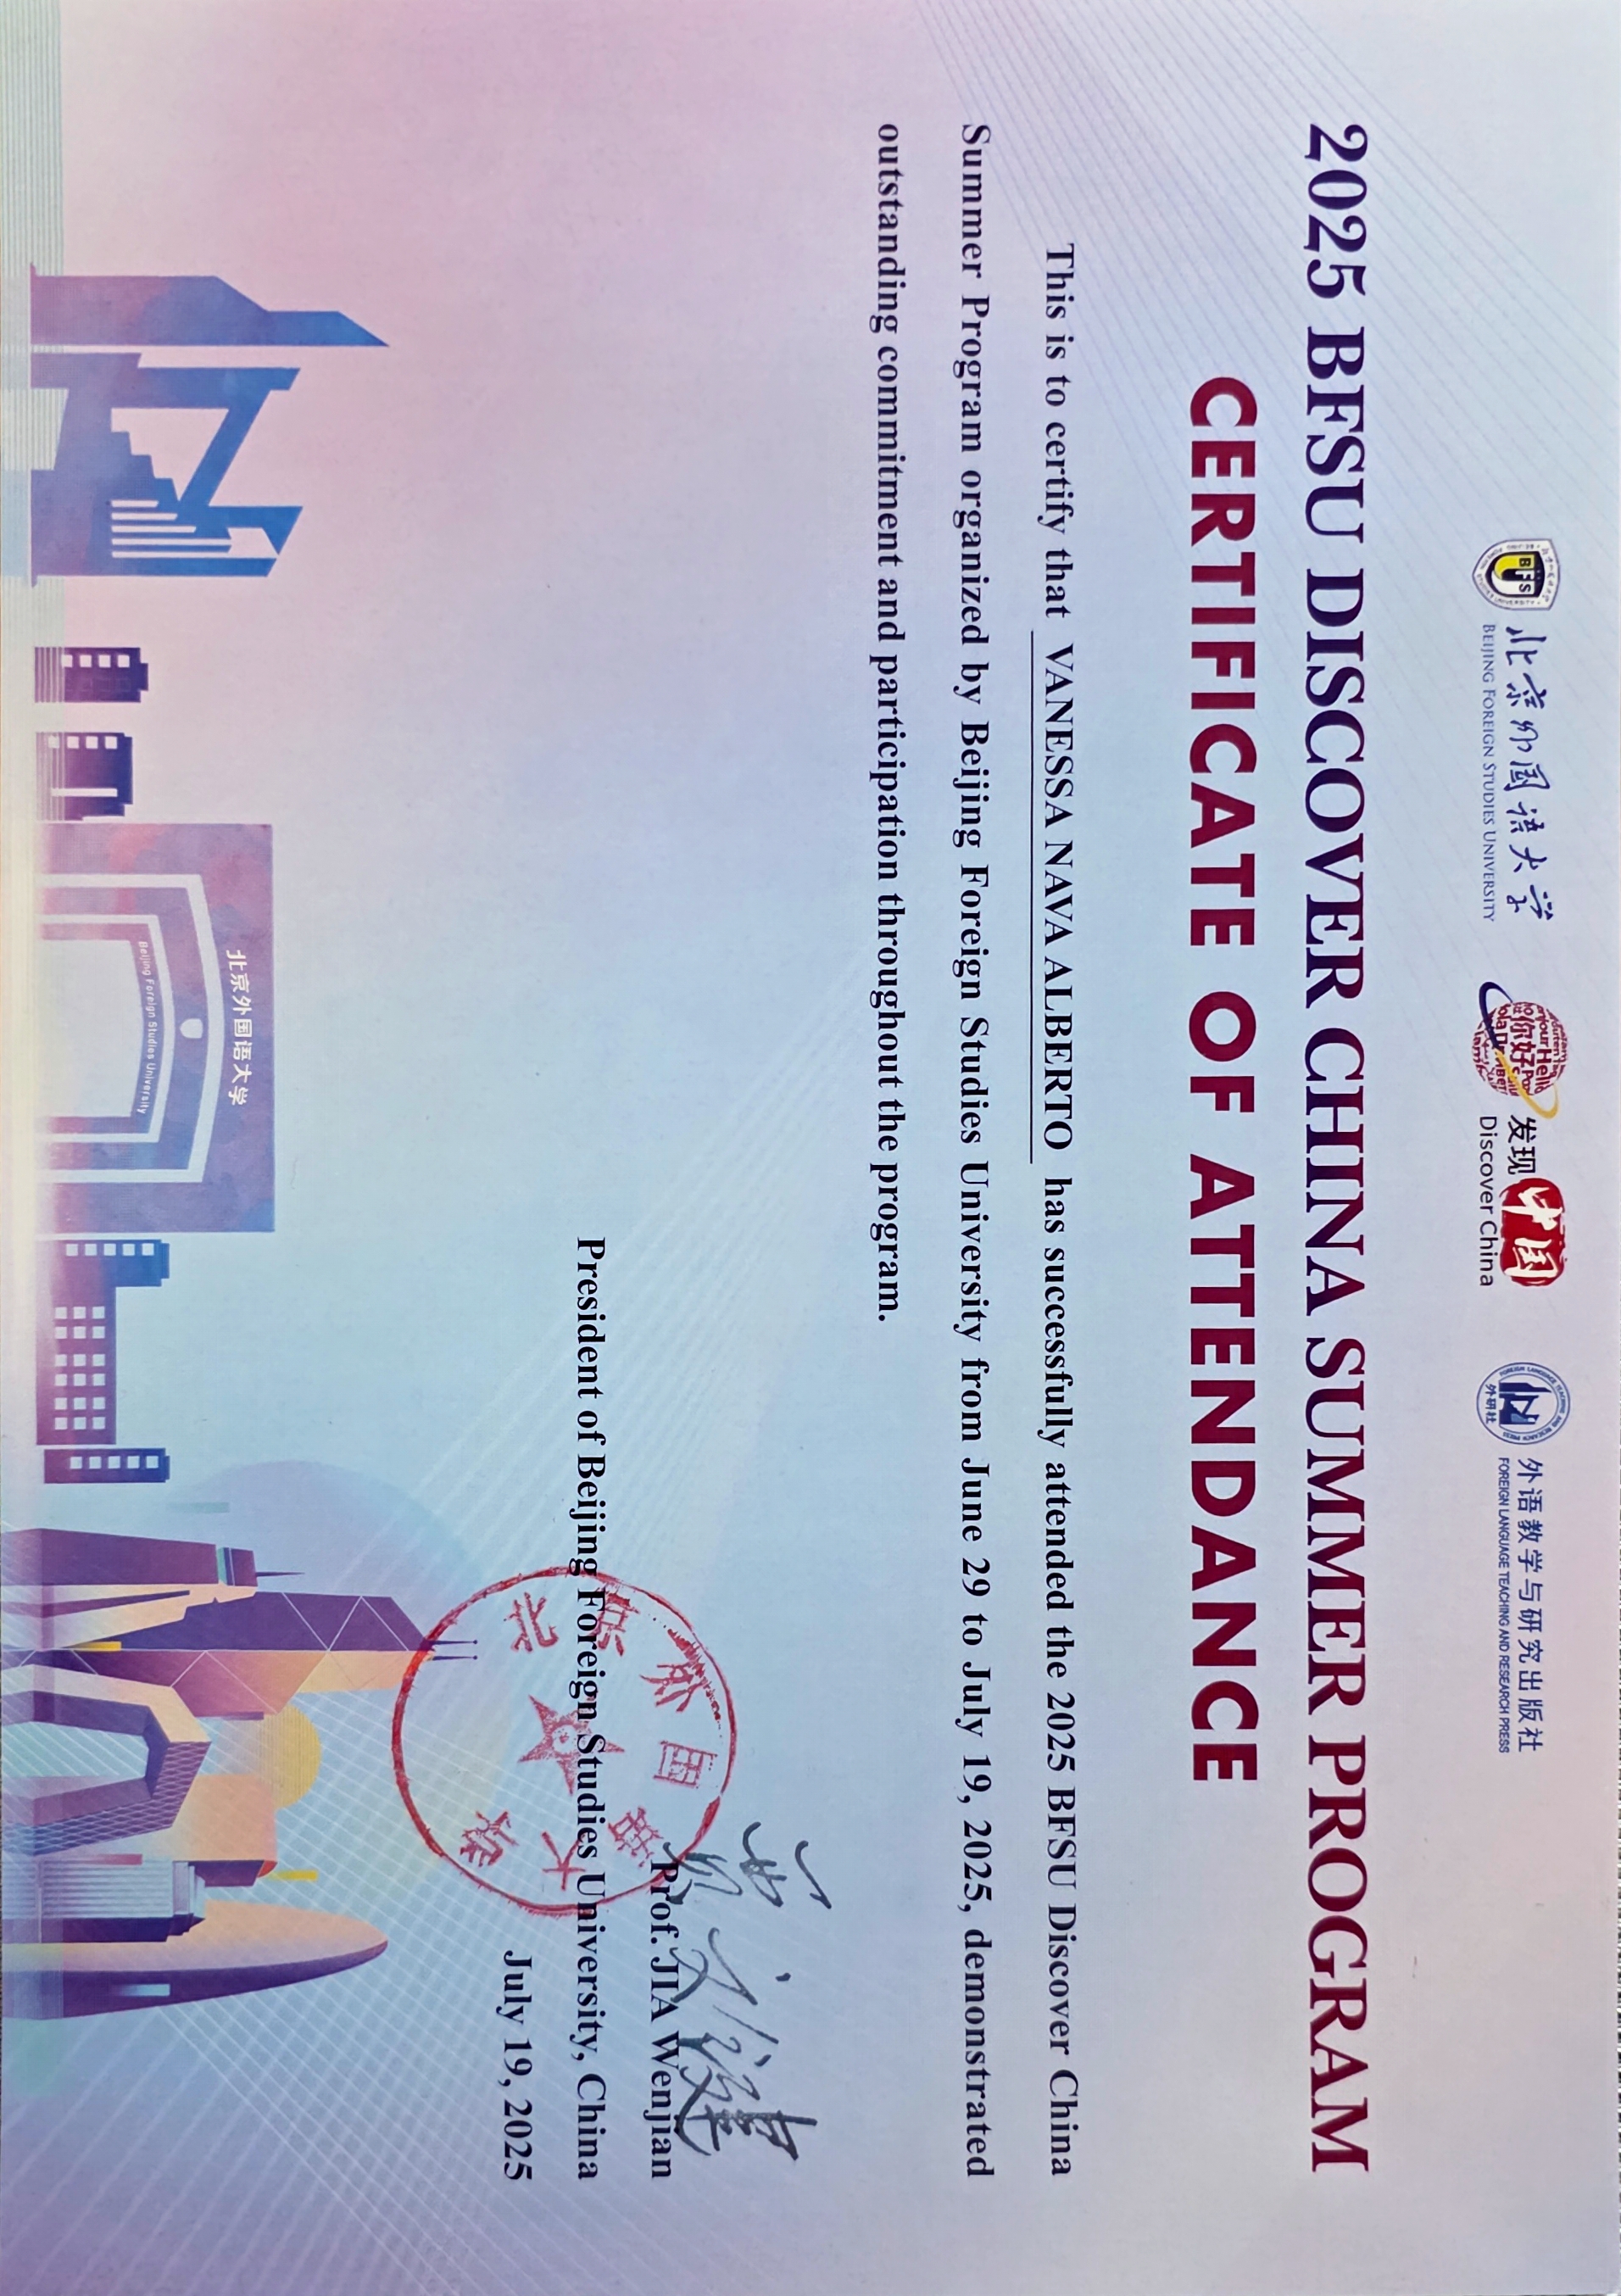 北京外国语大学
BEIJING FOREIGN STUDIES UNIVERSITY
你好
发现中国
Discover China
外研社
外语教学与研究出版社
FOREIGN LANGUAGE TEACHING AND RESEARCH PRESS
2025 BFSU DISCOVER CHINA SUMMER PROGRAM
CERTIFICATE OF ATTENDANCE
This is to certify that VANESSA NAVA ALBERTO has successfully attended the 2025 BFSU Discover China
Summer Program organized by Beijing Foreign Studies University from June 29 to July 19, 2025, demonstrated
outstanding commitment and participation throughout the program.
Prof. JIA Wenjian
President of Beijing Foreign Studies University, China
July 19, 2025
北京外国语大学
北京外国语大学
Beijing Foreign Studies University